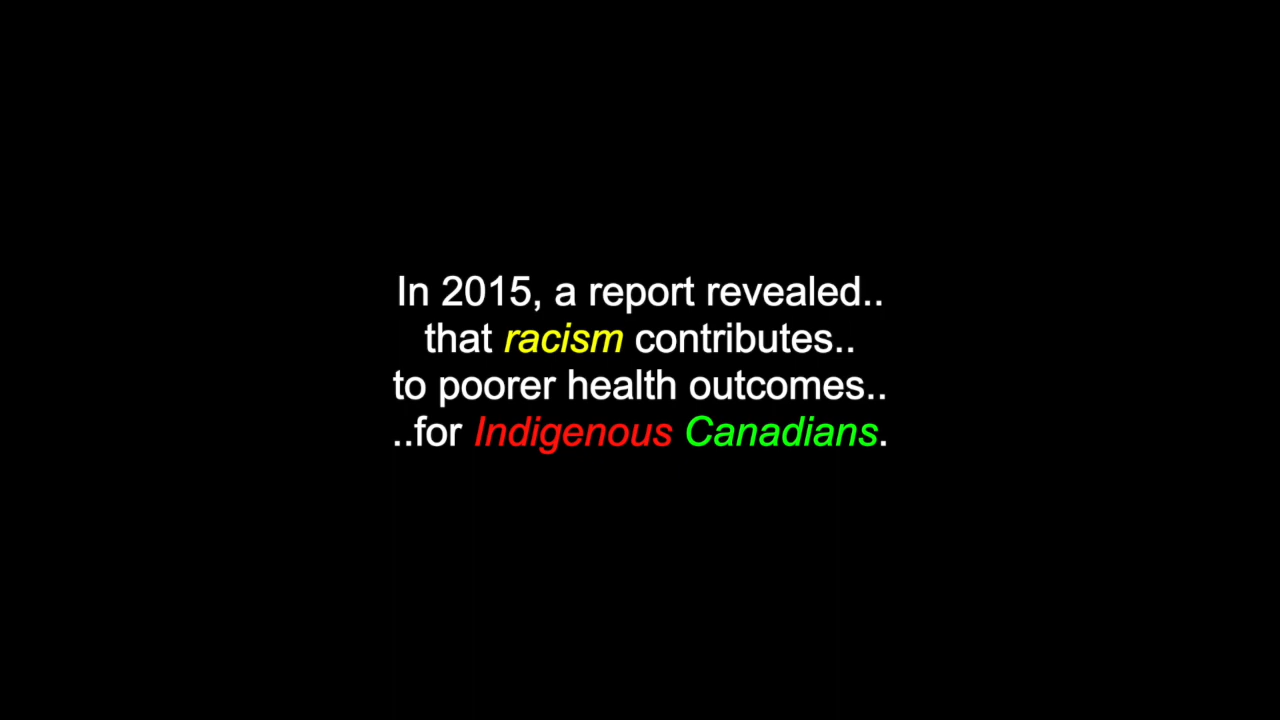 In 2015, a report revealed..
that racism contributes..
to poorer health outcomes..
..for Indigenous Canadians.